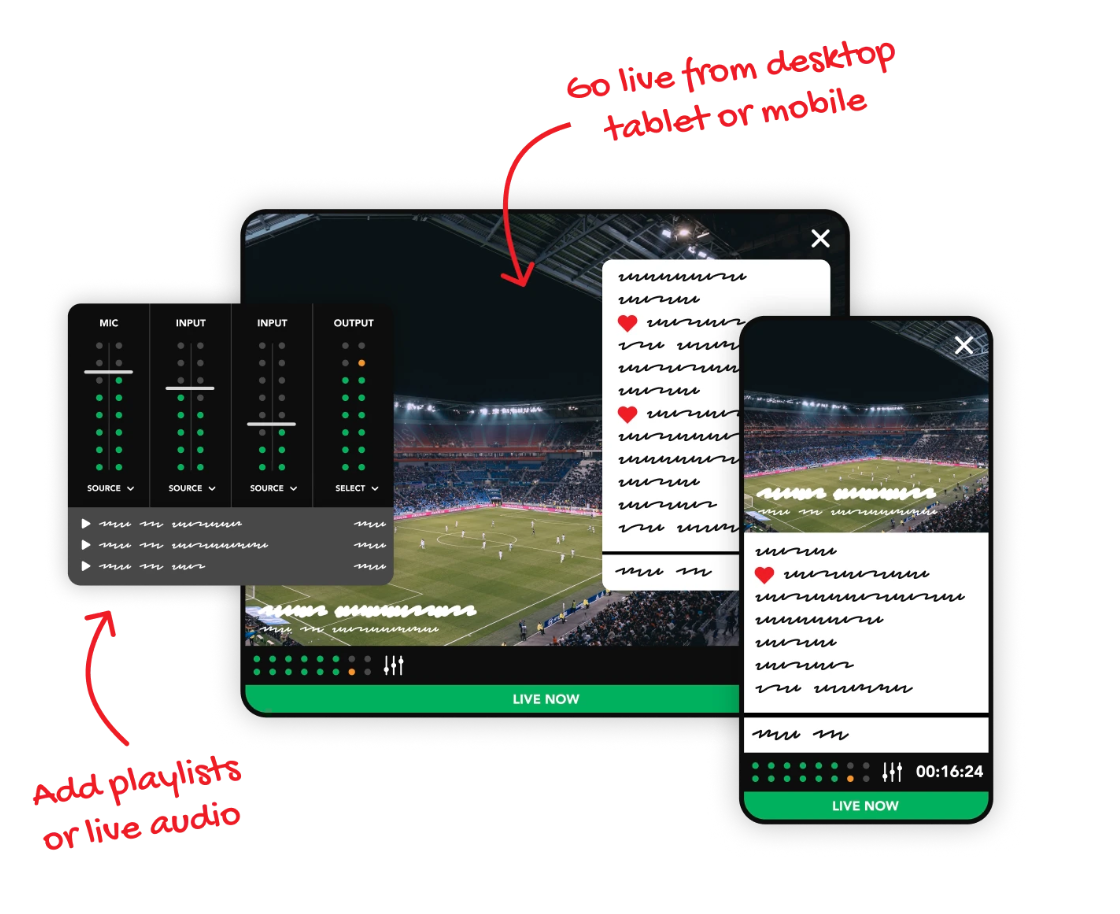 Go live from desktop
tablet or mobile
MIC INPUT INPUT OUTPUT
SOURCE SOURCE SOURCE SELECT
LIVE NOW
00:16:24
LIVE NOW
Add playlists
or live audio